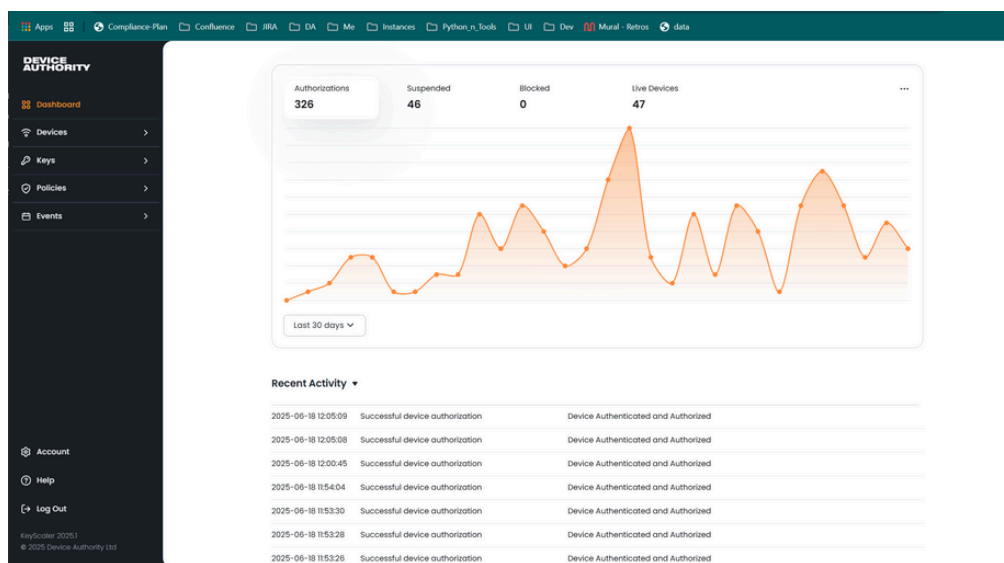 Apps Compliance-Plan Confluence JIRA DA Me Instances Python_n_Tools UI Dev Mural - Retros data
DEVICE
AUTHORITY
Dashboard
Devices
Keys
Policies
Events
Account
Help
Log Out
KeyScaler 2025.1
© 2025 Device Authority Ltd
Authorizations Suspended Blocked Live Devices
326 46 0 47
Last 30 days
Recent Activity
2025-06-18 12:05:09 Successful device authorization Device Authenticated and Authorized
2025-06-18 12:05:08 Successful device authorization Device Authenticated and Authorized
2025-06-18 12:00:45 Successful device authorization Device Authenticated and Authorized
2025-06-18 11:54:04 Successful device authorization Device Authenticated and Authorized
2025-06-18 11:53:30 Successful device authorization Device Authenticated and Authorized
2025-06-18 11:53:28 Successful device authorization Device Authenticated and Authorized
2025-06-18 11:53:26 Successful device authorization Device Authenticated and Authorized